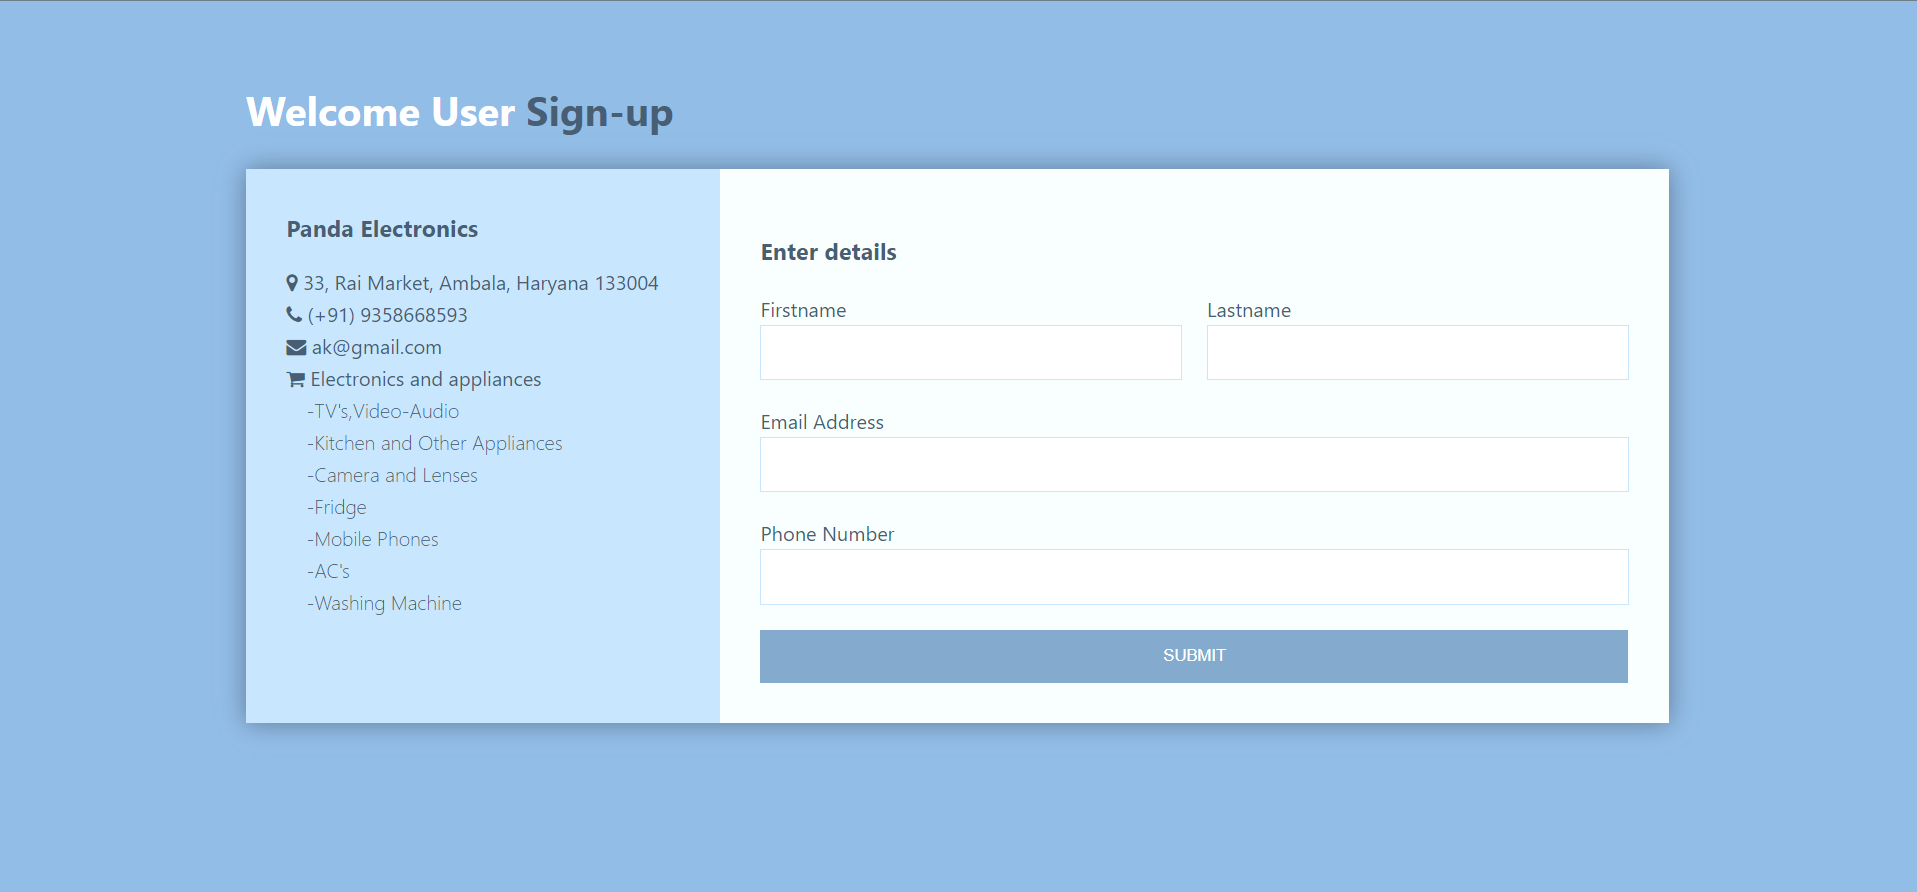 Welcome User Sign-up
Panda Electronics
33, Rai Market, Ambala, Haryana 133004
(+91) 9358668593
ak@gmail.com
Electronics and appliances
-TV's,Video-Audio
-Kitchen and Other Appliances
-Camera and Lenses
-Fridge
-Mobile Phones
-AC's
-Washing Machine
Enter details
Firstname Lastname
Email Address
Phone Number
SUBMIT